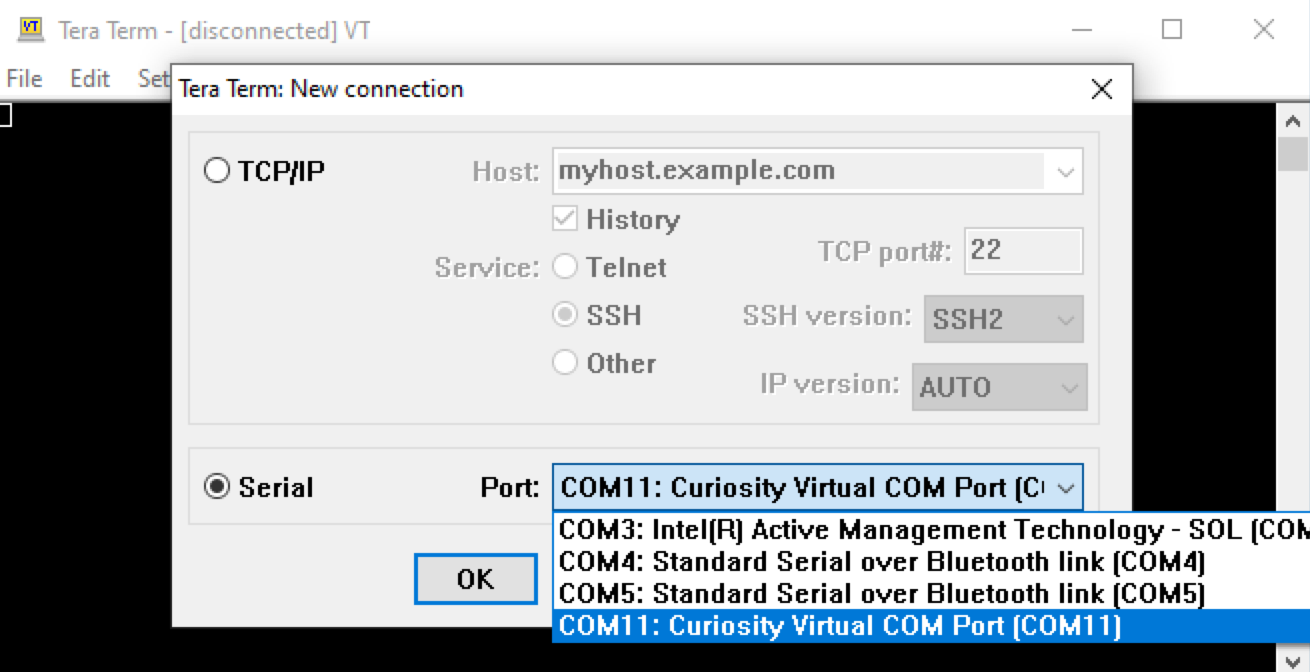 VT Tera Term - [disconnected] VT
File Edit Set
Tera Term: New connection
TCP/IP Host: myhost.example.com
History
Service: Telnet TCP port#: 22
SSH SSH version: SSH2
Other IP version: AUTO
Serial Port: COM11: Curiosity Virtual COM Port (C
COM3: Intel(R) Active Management Technology - SOL (COM
COM4: Standard Serial over Bluetooth link (COM4)
OK COM5: Standard Serial over Bluetooth link (COM5)
COM11: Curiosity Virtual COM Port (COM11)